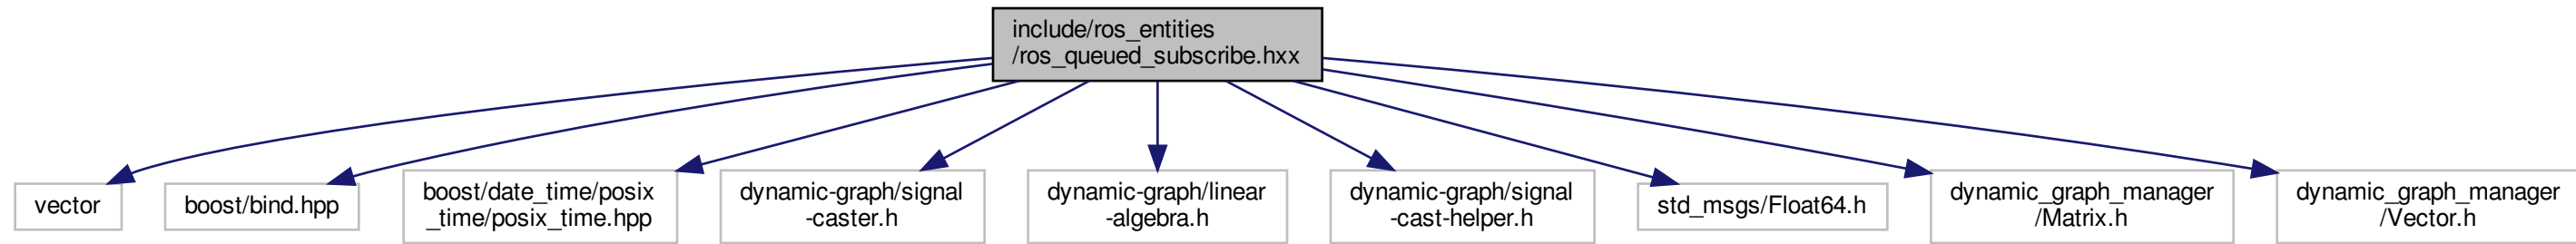 include/ros_entities
/ros_queued_subscribe.hxx
vector
boost/bind.hpp
boost/date_time/posix
_time/posix_time.hpp
dynamic-graph/signal
-caster.h
dynamic-graph/linear
-algebra.h
dynamic-graph/signal
-cast-helper.h
std_msgs/Float64.h
dynamic_graph_manager
/Matrix.h
dynamic_graph_manager
/Vector.h